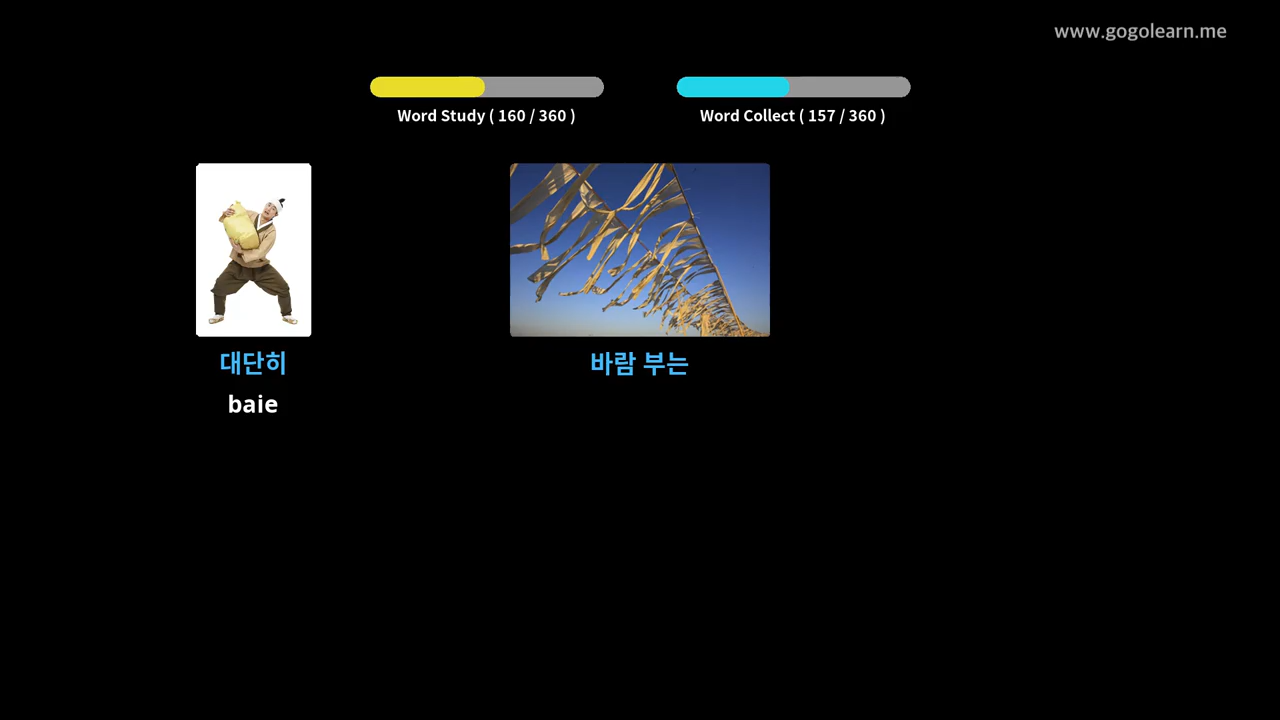 www.gogolearn.me
Word Study ( 160 / 360 )
Word Collect ( 157 / 360 )
대단히
바람 부는
baie